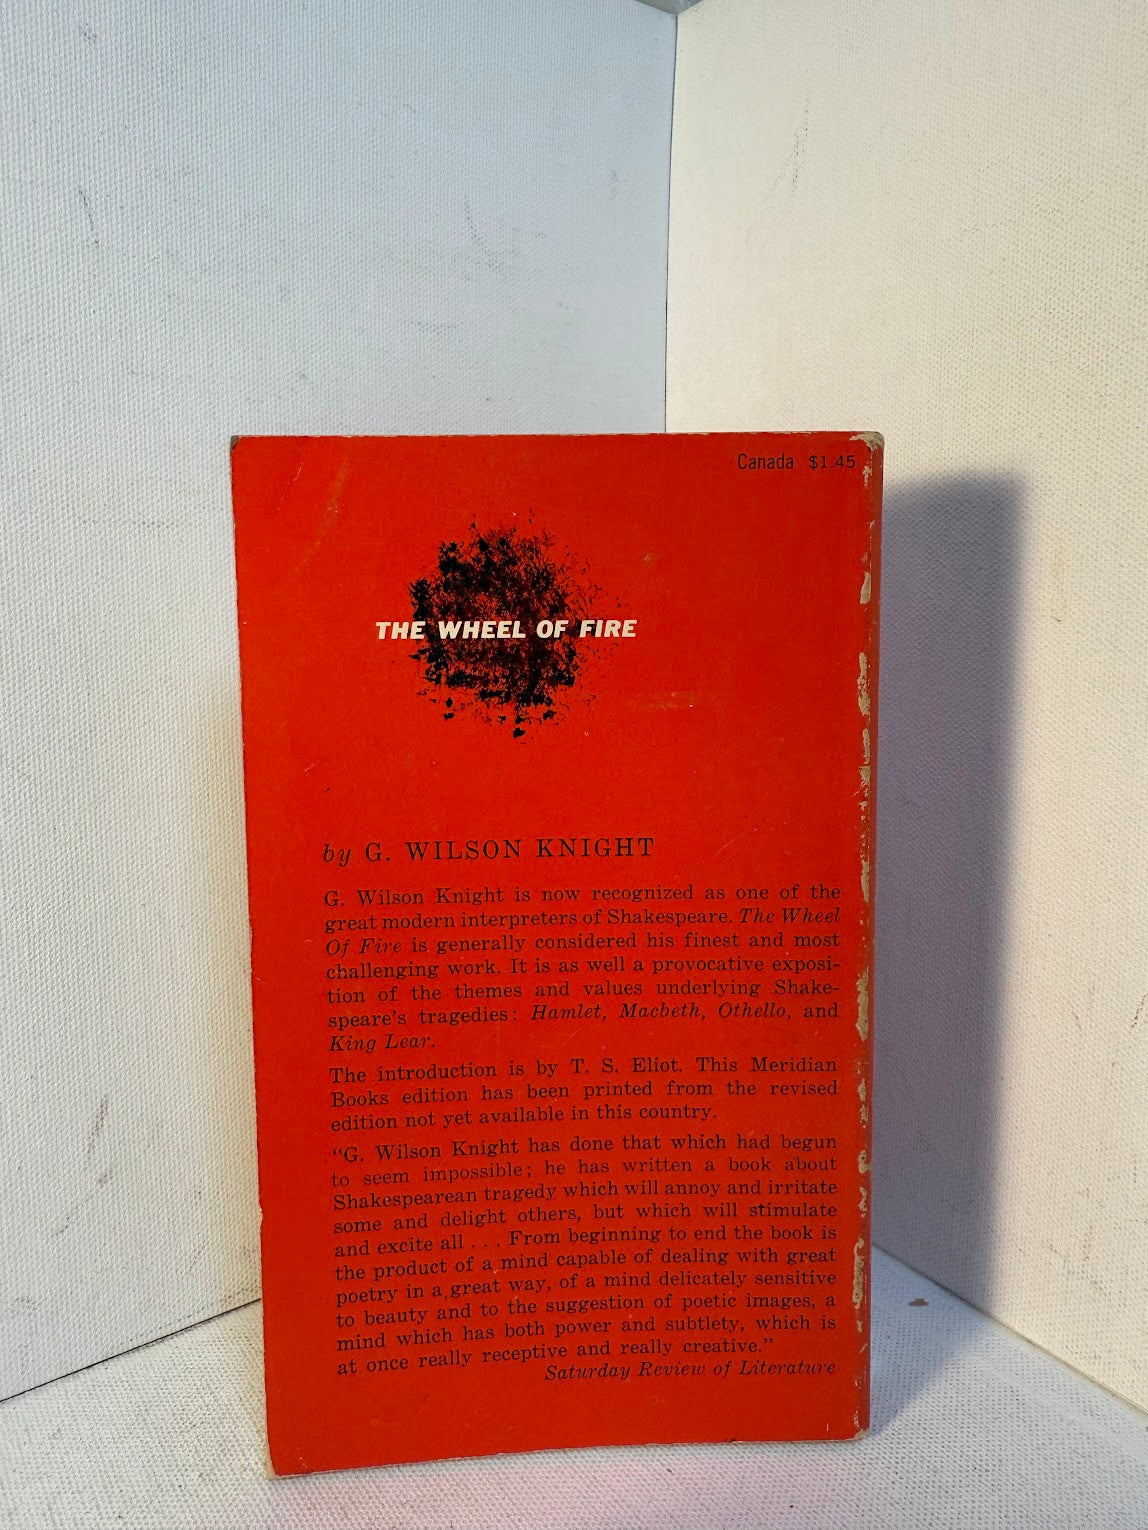 Canada $1.45
THE WHEEL OF FIRE
by G. WILSON KNIGHT
G. Wilson Knight is now recognized as one of the
great modern interpreters of Shakespeare. The Wheel
Of Fire is generally considered his finest and most
challenging work. It is as well a provocative exposi-
tion of the themes and values underlying Shake-
speare's tragedies: Hamlet, Macbeth, Othello, and
King Lear.
The introduction is by T. S. Eliot. This Meridian
Books edition has been printed from the revised
edition not yet available in this country.
"G. Wilson Knight has done that which had begun
to seem impossible; he has written a book about
Shakespearean tragedy which will annoy and irritate
some and delight others, but which will stimulate
and excite all . . . From beginning to end the book is
the product of a mind capable of dealing with great
poetry in a great way, of a mind delicately sensitive
to beauty and to the suggestion of poetic images, a
mind which has both power and subtlety, which is
at once really receptive and really creative."
Saturday Review of Literature